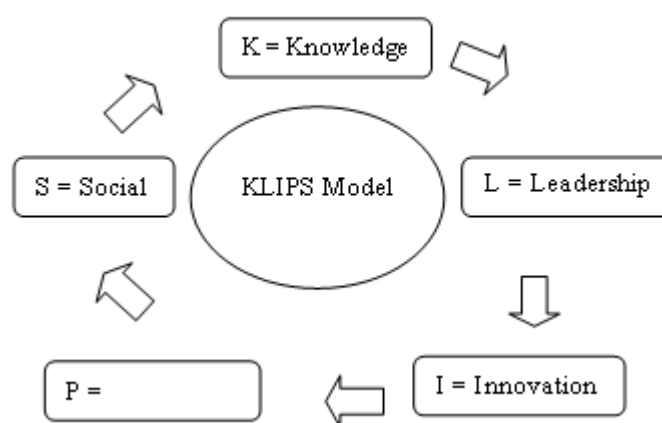 K = Knowledge
S = Social
KLIPS Model
L = Leadership
P =
I = Innovation